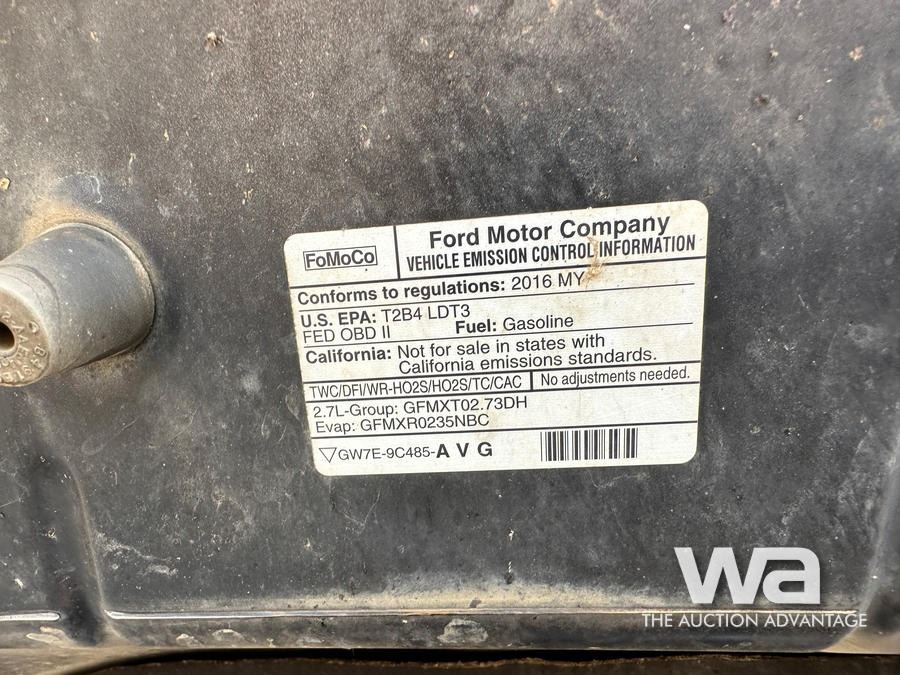 FoMoCo
Ford Motor Company
VEHICLE EMISSION CONTROL INFORMATION
Conforms to regulations: 2016 MY
U.S. EPA: T2B4 LDT3
FED OBD II Fuel: Gasoline
California: Not for sale in states with
California emissions standards.
TWC/DFI/WR-HO2S/HO2S/TC/CAC No adjustments needed.
2.7L-Group: GFMXT02.73DH
Evap: GFMXR0235NBC
GW7E-9C485-A V G
wa
THE AUCTION ADVANTAGE